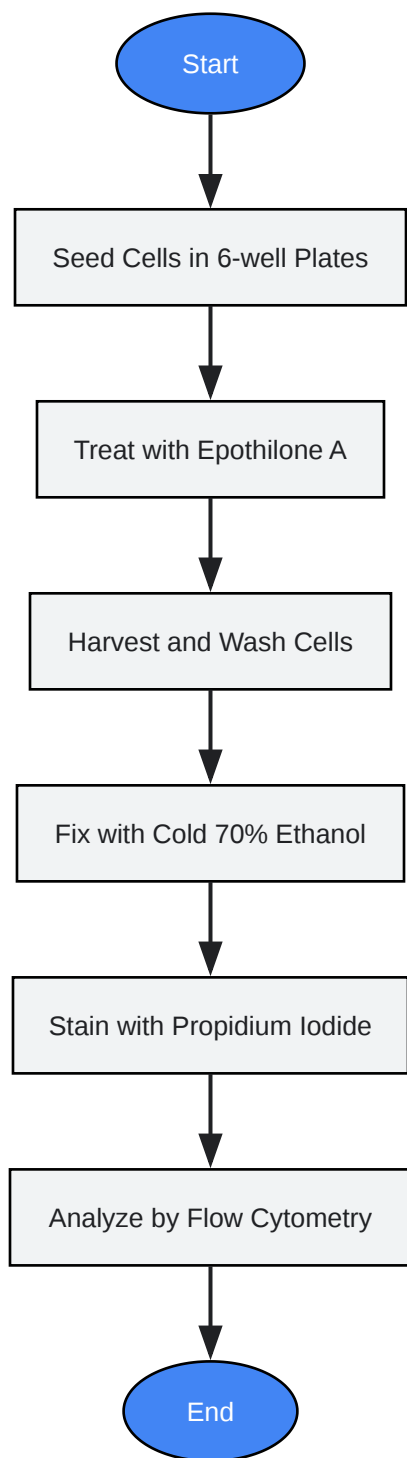 Start
Seed Cells in 6-well Plates
Treat with Epothilone A
Harvest and Wash Cells
Fix with Cold 70% Ethanol
Stain with Propidium Iodide
Analyze by Flow Cytometry
End